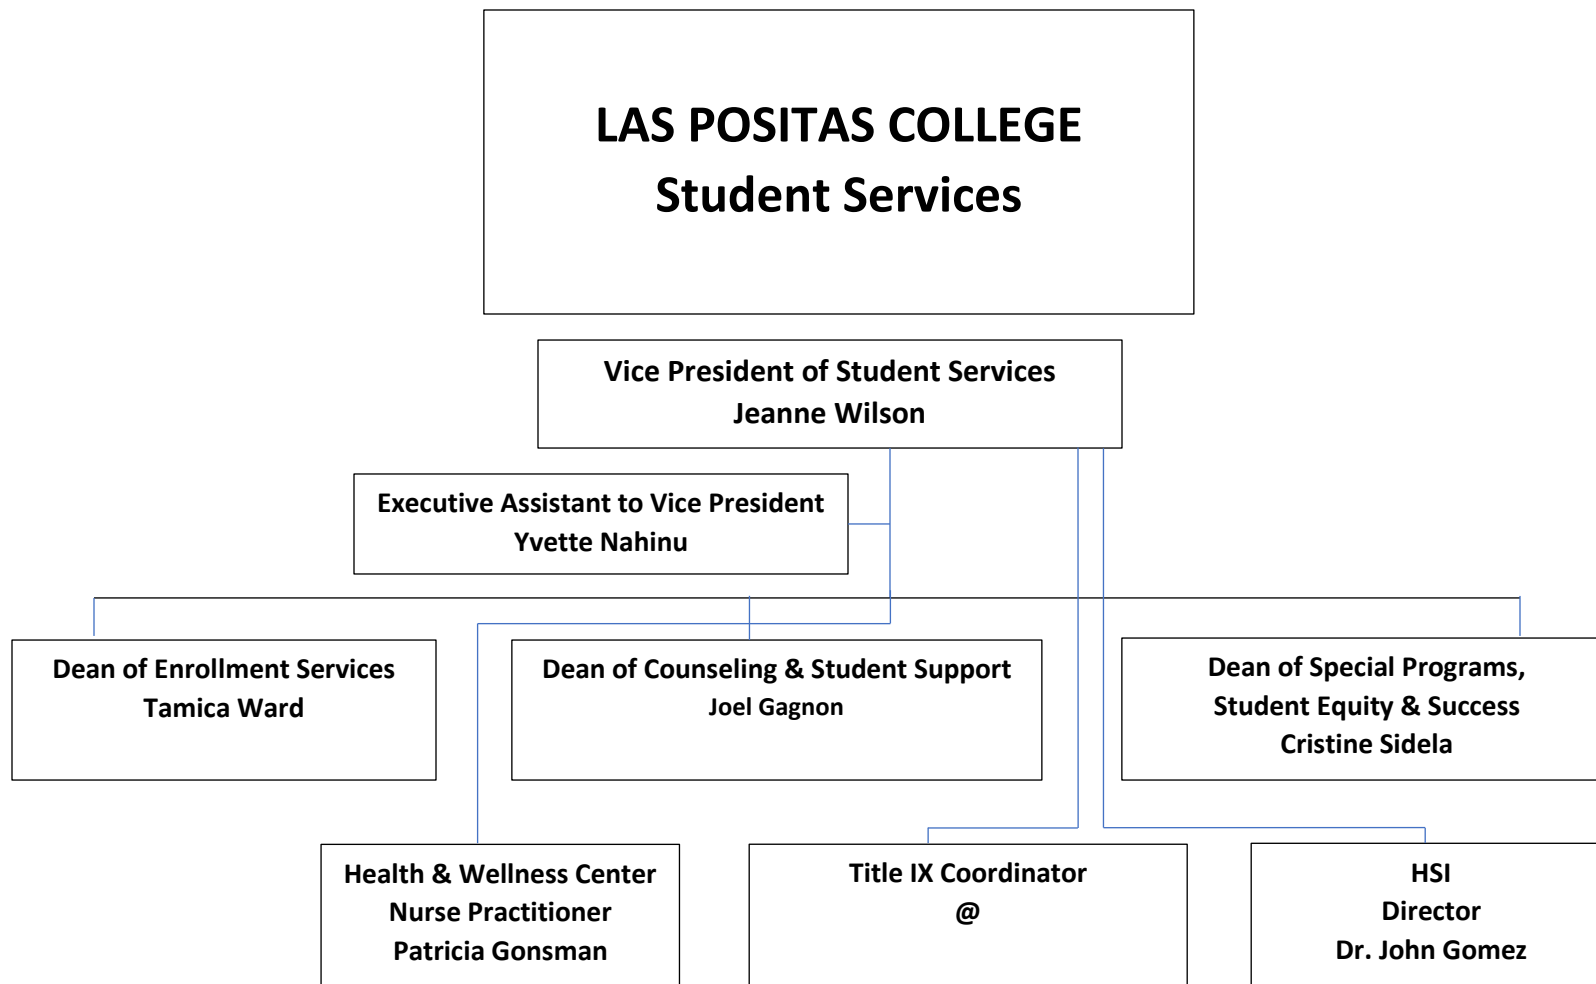 LAS POSITAS COLLEGE
Student Services
Vice President of Student Services
Jeanne Wilson
Executive Assistant to Vice President
Yvette Nahinu
Dean of Enrollment Services
Tamica Ward
Dean of Counseling & Student Support
Joel Gagnon
Dean of Special Programs,
Student Equity & Success
Cristine Sidela
Health & Wellness Center
Nurse Practitioner
Patricia Gonsman
Title IX Coordinator
@
HSI
Director
Dr. John Gomez